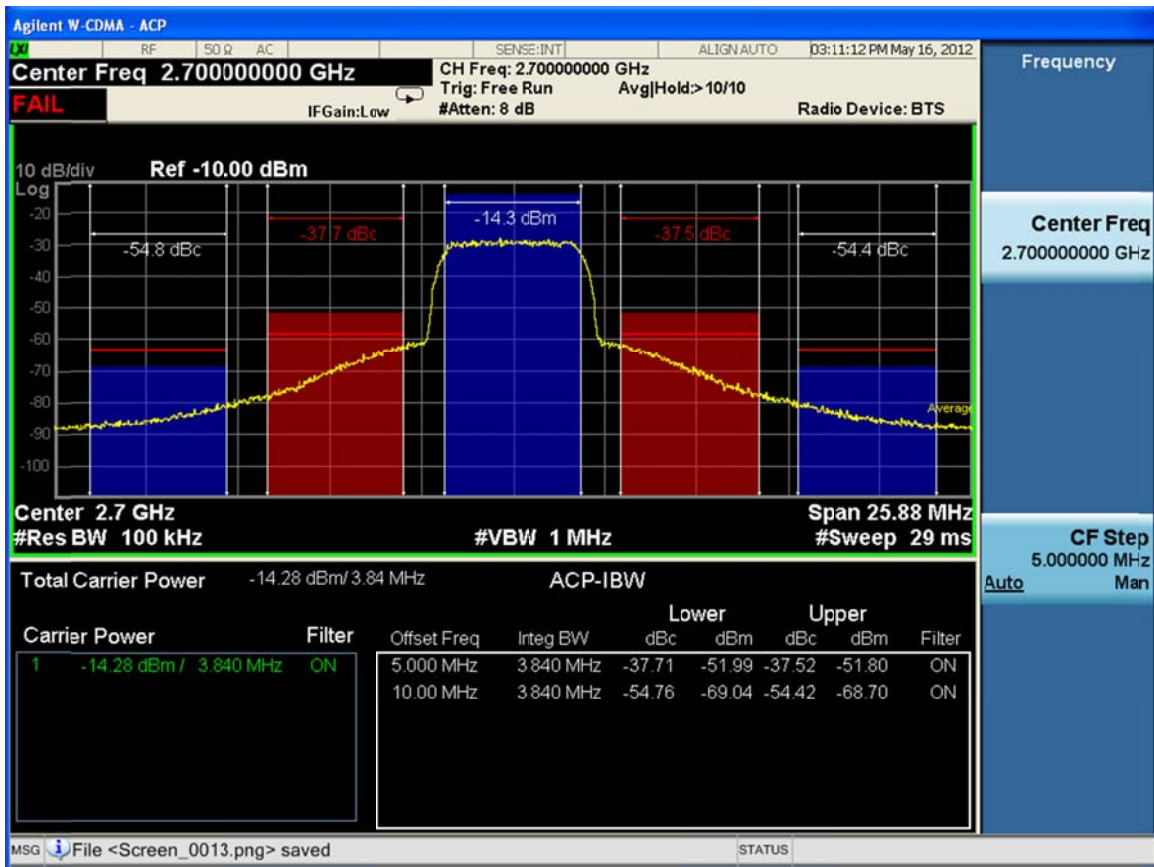 Agilent W-CDMA - ACP
LXI RF 50 Ω AC SENSE:INT ALIGN AUTO 03:11:12 PM May 16, 2012
Center Freq 2.700000000 GHz
CH Freq: 2.700000000 GHz
Trig: Free Run Avg|Hold:> 10/10
FAIL
IFGain:Low #Atten: 8 dB Radio Device: BTS
10 dB/div Ref -10.00 dBm
Log
-20
-30
-40
-50
-60
-70
-80
-90
-100
-54.8 dBc
-37.7 dBc
-14.3 dBm
-37.5 dBc
-54.4 dBc
Average
Center 2.7 GHz Span 25.88 MHz
#Res BW 100 kHz #VBW 1 MHz #Sweep 29 ms
Total Carrier Power -14.28 dBm/ 3.84 MHz ACP-IBW
Lower Upper
Carrier Power Filter
Offset Freq Integ BW dBc dBm dBc dBm Filter
1 -14.28 dBm / 3.840 MHz ON
5.000 MHz 3.840 MHz -37.71 -51.99 -37.52 -51.80 ON
10.00 MHz 3.840 MHz -54.76 -69.04 -54.42 -68.70 ON
Frequency
Center Freq
2.700000000 GHz
CF Step
5.000000 MHz
Auto Man
MSG File <Screen_0013.png> saved STATUS